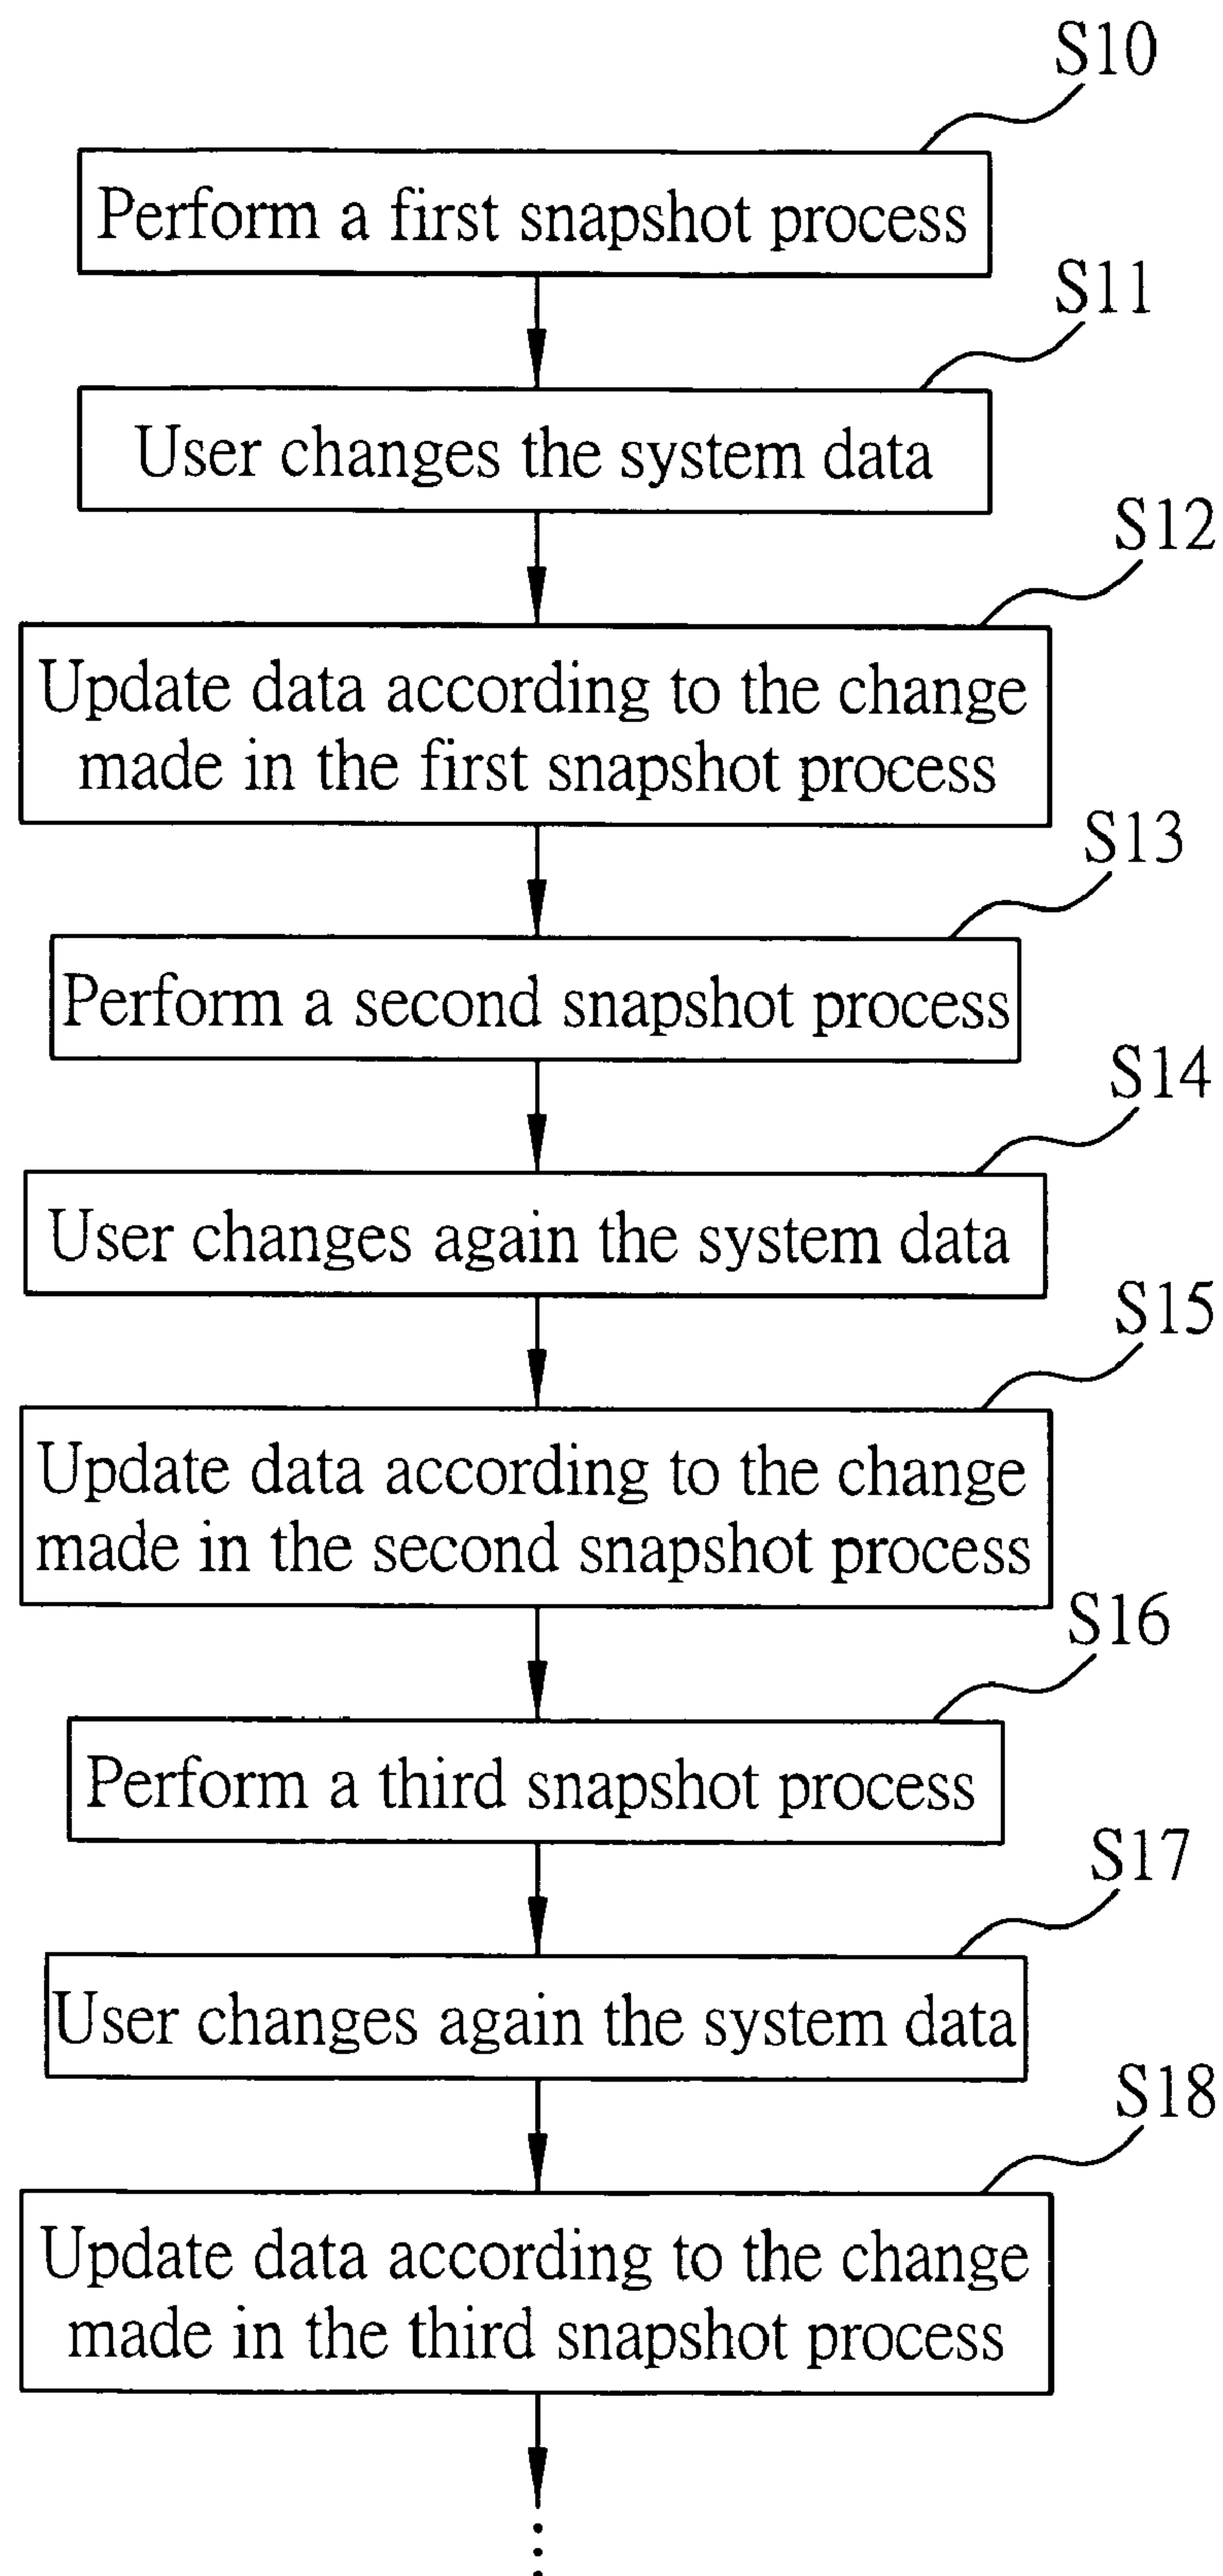 S10
Perform a first snapshot process
S11
User changes the system data
S12
Update data according to the change
made in the first snapshot process
S13
Perform a second snapshot process
S14
User changes again the system data
S15
Update data according to the change
made in the second snapshot process
S16
Perform a third snapshot process
S17
User changes again the system data
S18
Update data according to the change
made in the third snapshot process